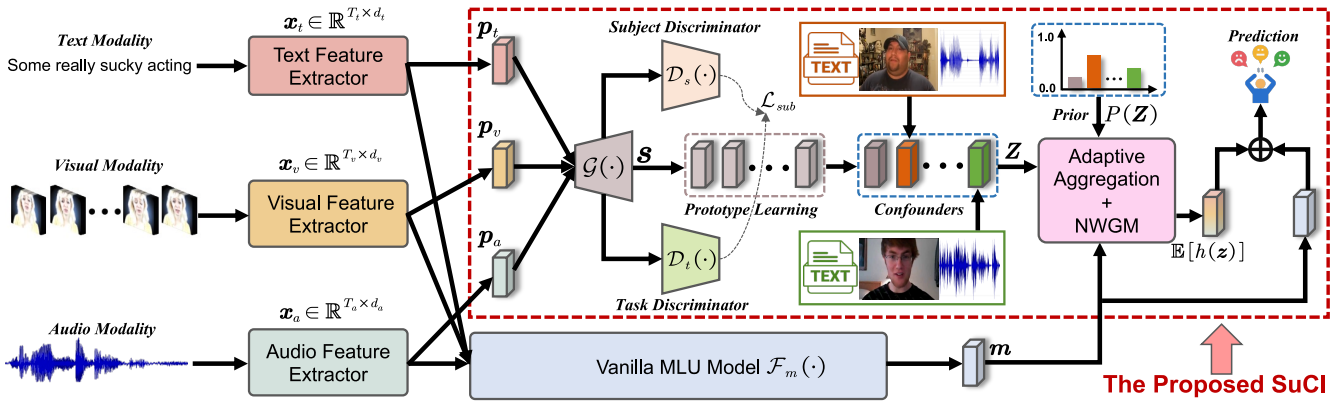 Text Modality
Some really sucky acting
𝒙_t ∈ ℝ^{T_t×d_t}
Text Feature
Extractor
Visual Modality
𝒙_v ∈ ℝ^{T_v×d_v}
Visual Feature
Extractor
Audio Modality
𝒙_a ∈ ℝ^{T_a×d_a}
Audio Feature
Extractor
𝒑_t
𝒑_v
𝒑_a
𝒢(·)
Subject Discriminator
𝒟_s(·)
ℒ_sub
𝒔
Prototype Learning
𝒟_t(·)
Task Discriminator
TEXT
Confounders
TEXT
𝒁
1.0
0.0
Prior
P(𝒁)
Adaptive
Aggregation
+
NWGM
Prediction
𝔼[h(𝒛)]
Vanilla MLU Model ℱ_m(·)
𝒎
The Proposed SuCI